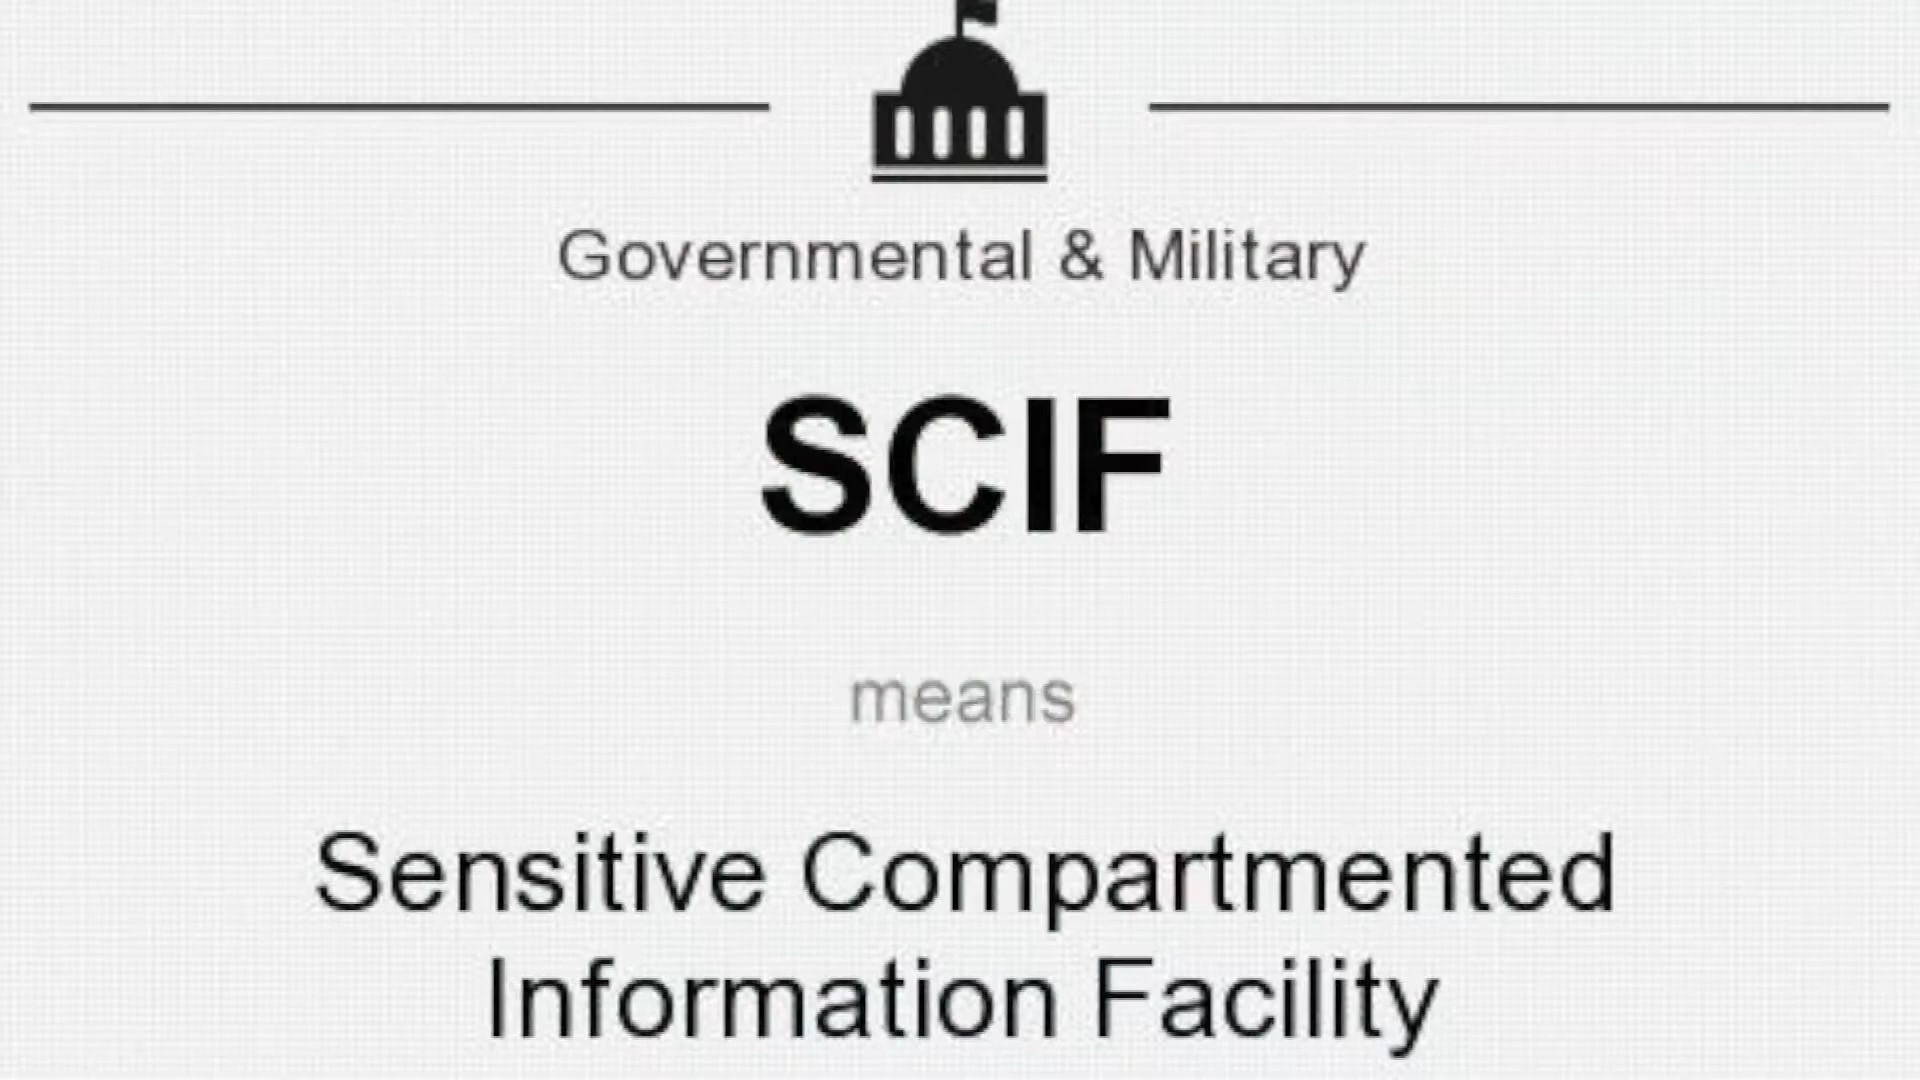 Governmental & Military
SCIF
means
Sensitive Compartmented
Information Facility